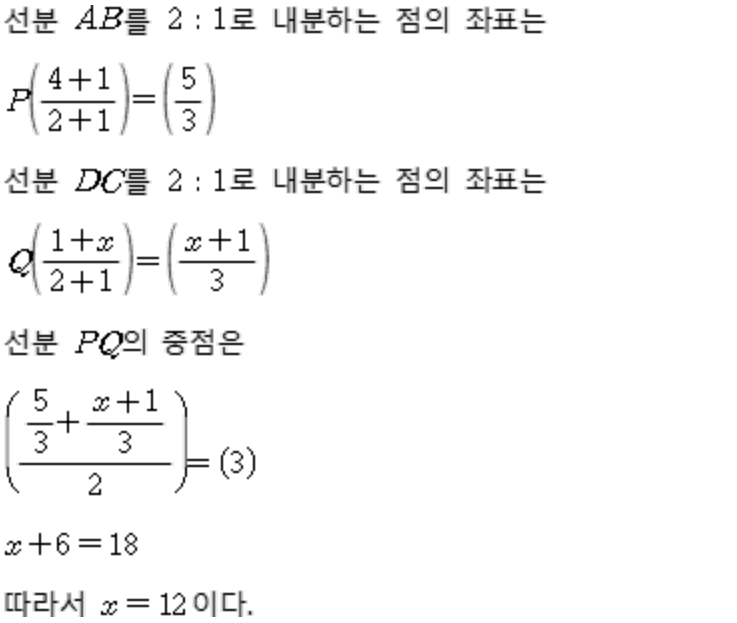 선분 AB를 2 : 1로 내분하는 점의 좌표는
P((4+1)/(2+1)) = (5/3)
선분 DC를 2 : 1로 내분하는 점의 좌표는
Q((1+x)/(2+1)) = ((x+1)/3)
선분 PQ의 중점은
((5/3 + (x+1)/3)/2) = (3)
x+6 = 18
따라서 x = 12이다.